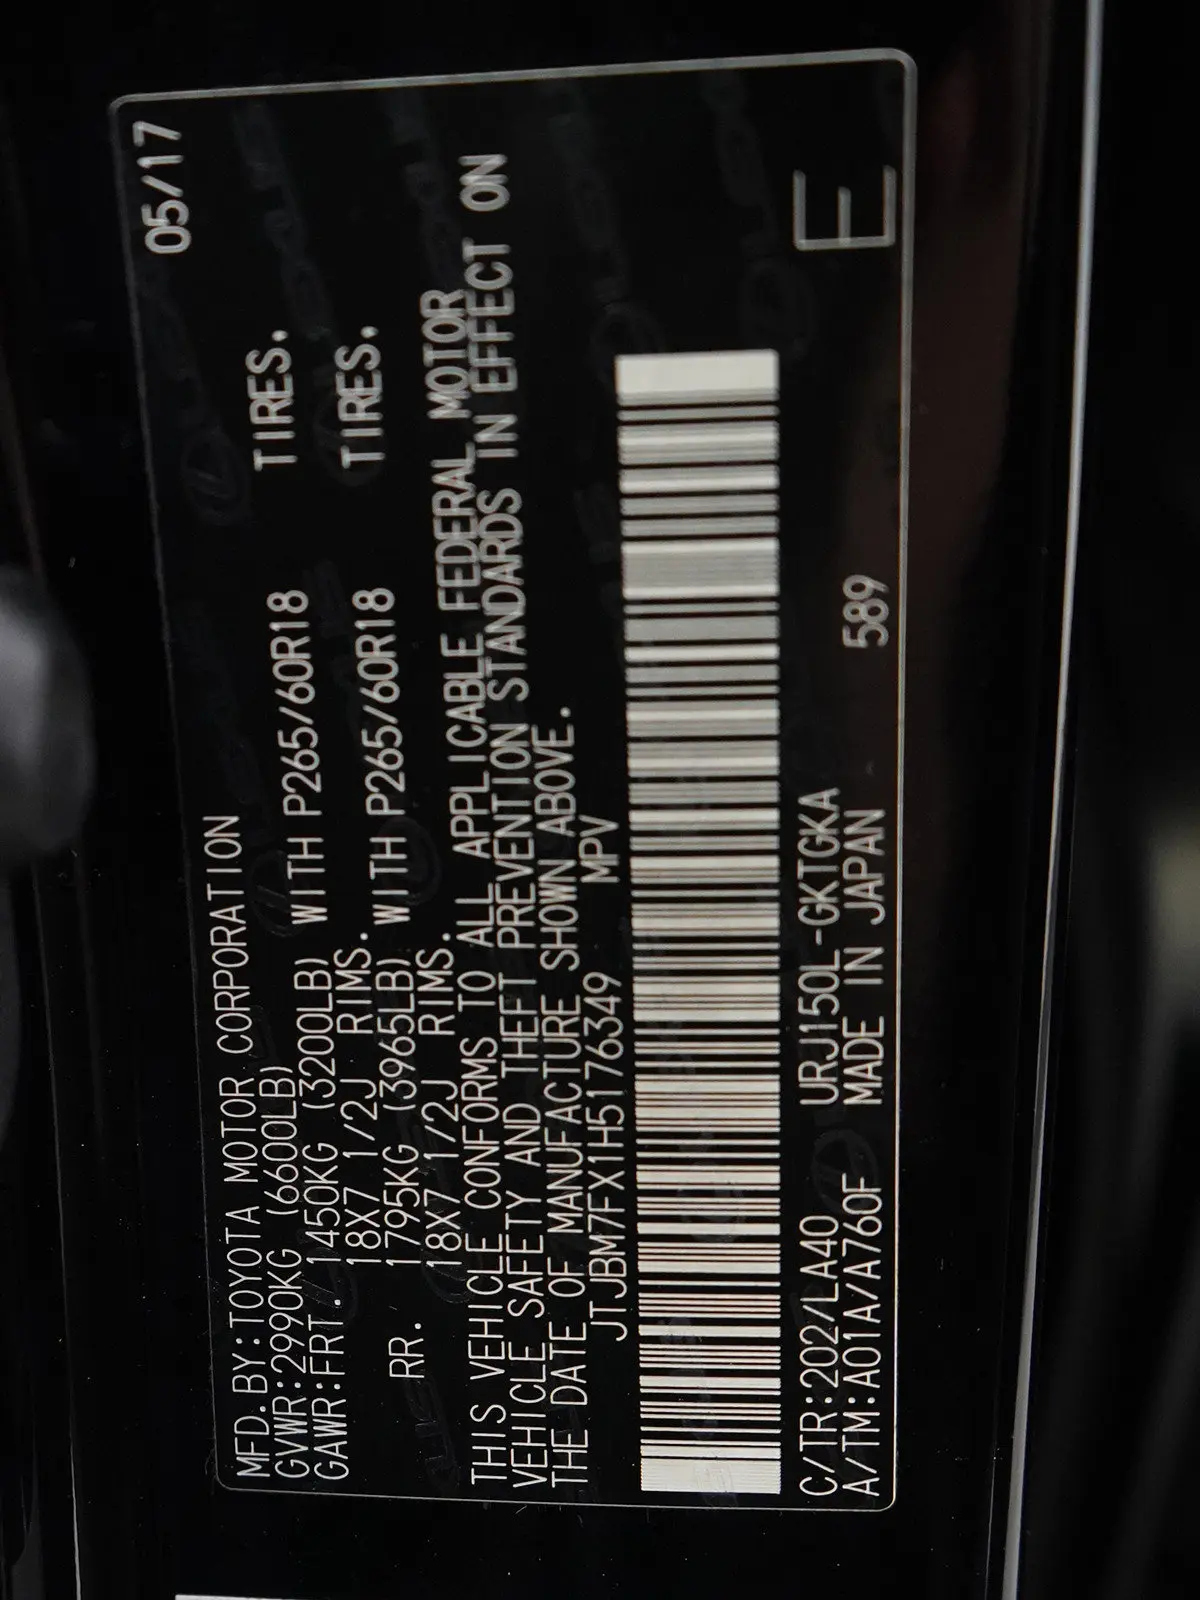 MFD.BY:TOYOTA MOTOR CORPORATION 05/17
GVWR:2990KG (6600LB)
GAWR:FRT. 1450KG (3200LB) WITH P265/60R18 TIRES.
18X7 1/2J RIMS.
RR. 1795KG (3965LB) WITH P265/60R18 TIRES.
18X7 1/2J RIMS.
THIS VEHICLE CONFORMS TO ALL APPLICABLE FEDERAL MOTOR
VEHICLE SAFETY AND THEFT PREVENTION STANDARDS IN EFFECT ON
THE DATE OF MANUFACTURE SHOWN ABOVE.
JTJBM7FX1H5176349 MPV
C/TR:202/LA40 URJ150L-GKTGKA E
A/TM:A01A/A760F MADE IN JAPAN 589